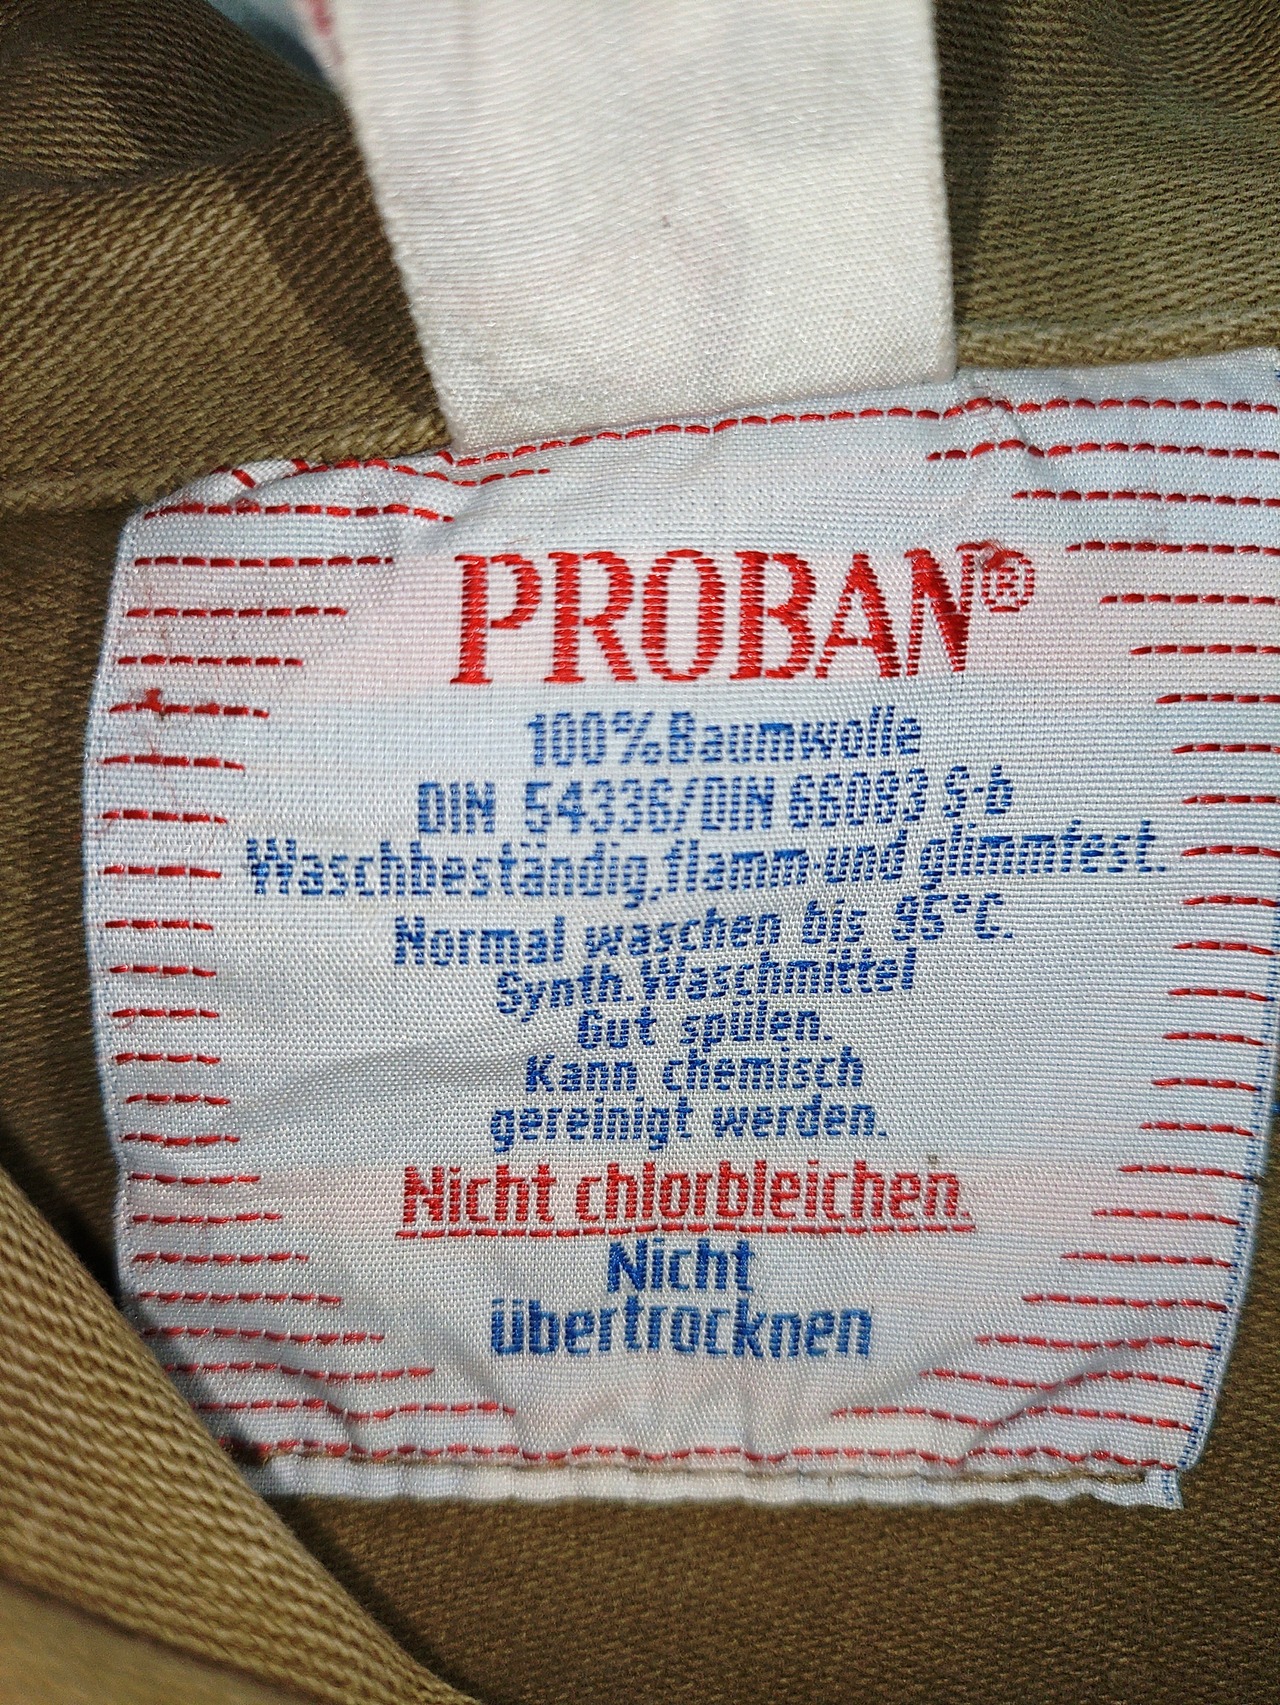 PROBAN®
100%Baumwolle
DIN 54336/DIN 66083 S-b
Waschbeständig,flamm-und glimmfest.
Normal waschen bis 95°C.
Synth.Waschmittel
Gut spülen.
Kann chemisch
gereinigt werden.
Nicht chlorbleichen.
Nicht
übertrocknen